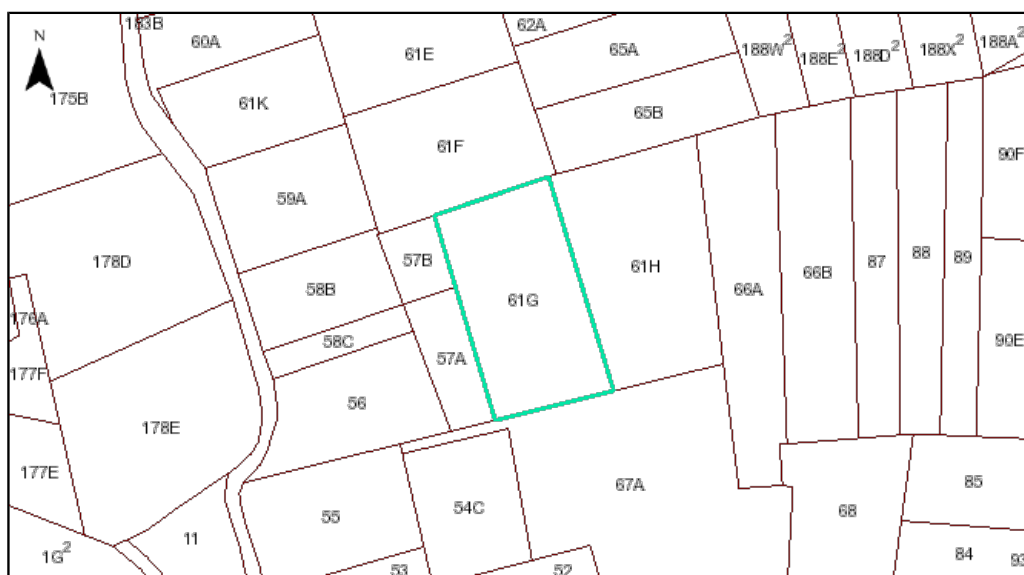 183B
62A
60A
61E
65A
188W²
188E²
188D²
188X²
188A²
N
175B
61K
65B
61F
90F
59A
178D
57B
61H
66A
66B
87
88
89
58B
61G
176A
58C
57A
90E
177F
56
178E
177E
67A
85
55
54C
68
11
1G²
53
52
84
93